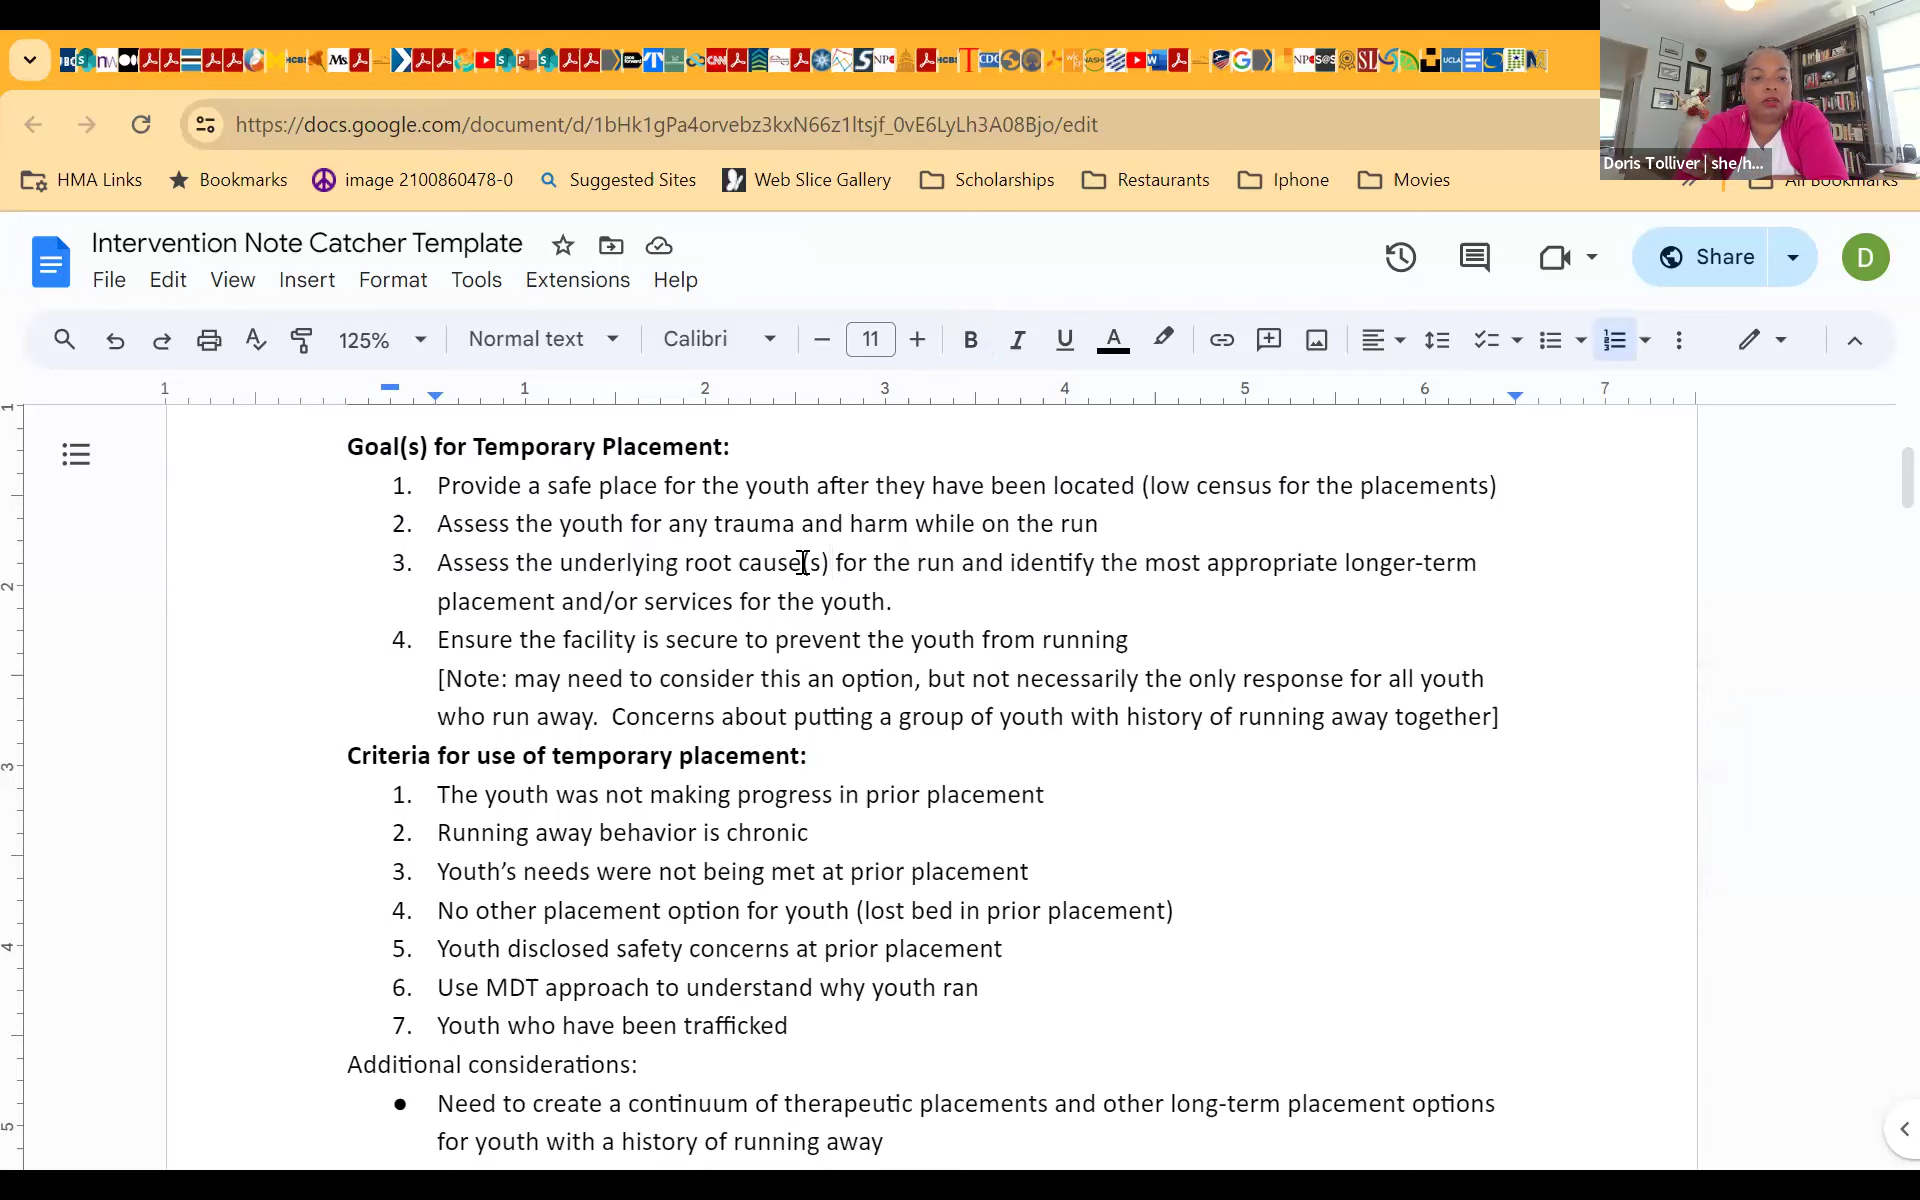 https://docs.google.com/document/d/1bHk1gPa4orvebz3kxN66z1ltsjf_0vE6LyLh3A08Bjo/edit
Doris Tolliver | she/h...
HMA Links Bookmarks image 2100860478-0 Suggested Sites Web Slice Gallery Scholarships Restaurants Iphone Movies All Bookmarks
Intervention Note Catcher Template
File Edit View Insert Format Tools Extensions Help
Share
D
125% Normal text Calibri 11 B I U A
1 1 2 3 4 5 6 7
Goal(s) for Temporary Placement:
1. Provide a safe place for the youth after they have been located (low census for the placements)
2. Assess the youth for any trauma and harm while on the run
3. Assess the underlying root cause(s) for the run and identify the most appropriate longer-term
placement and/or services for the youth.
4. Ensure the facility is secure to prevent the youth from running
[Note: may need to consider this an option, but not necessarily the only response for all youth
who run away. Concerns about putting a group of youth with history of running away together]
Criteria for use of temporary placement:
1. The youth was not making progress in prior placement
2. Running away behavior is chronic
3. Youth’s needs were not being met at prior placement
4. No other placement option for youth (lost bed in prior placement)
5. Youth disclosed safety concerns at prior placement
6. Use MDT approach to understand why youth ran
7. Youth who have been trafficked
Additional considerations:
● Need to create a continuum of therapeutic placements and other long-term placement options
for youth with a history of running away